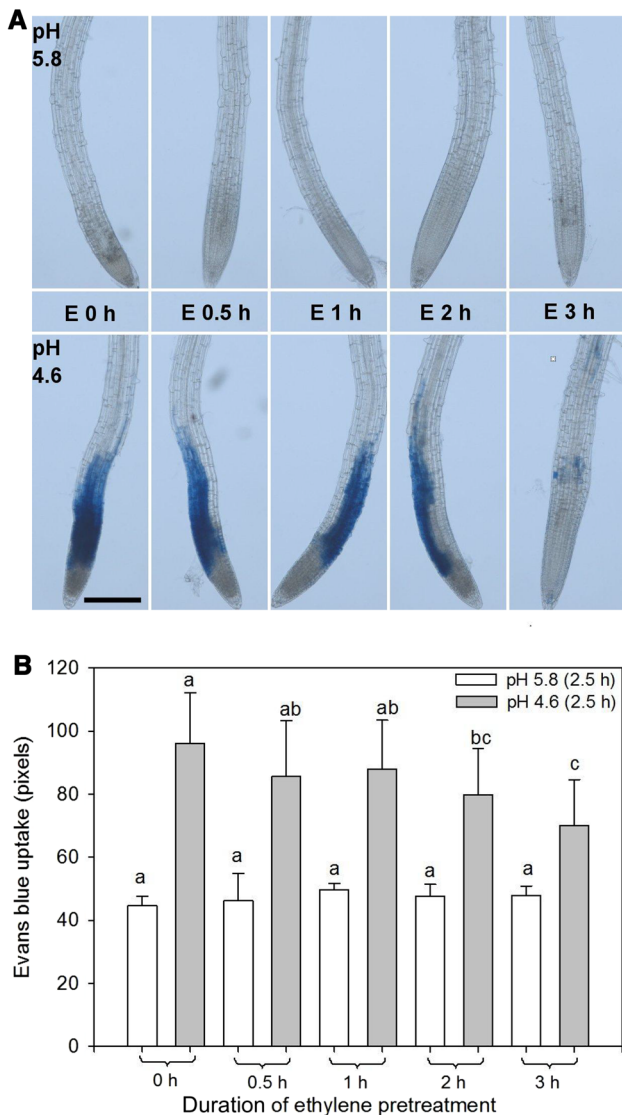 A
pH
5.8
E 0 h E 0.5 h E 1 h E 2 h E 3 h
pH
4.6
B
120
100
80
60
40
20
0
Evans blue uptake (pixels)
pH 5.8 (2.5 h)
pH 4.6 (2.5 h)
a a a ab a ab a bc a c
0 h 0.5 h 1 h 2 h 3 h
Duration of ethylene pretreatment